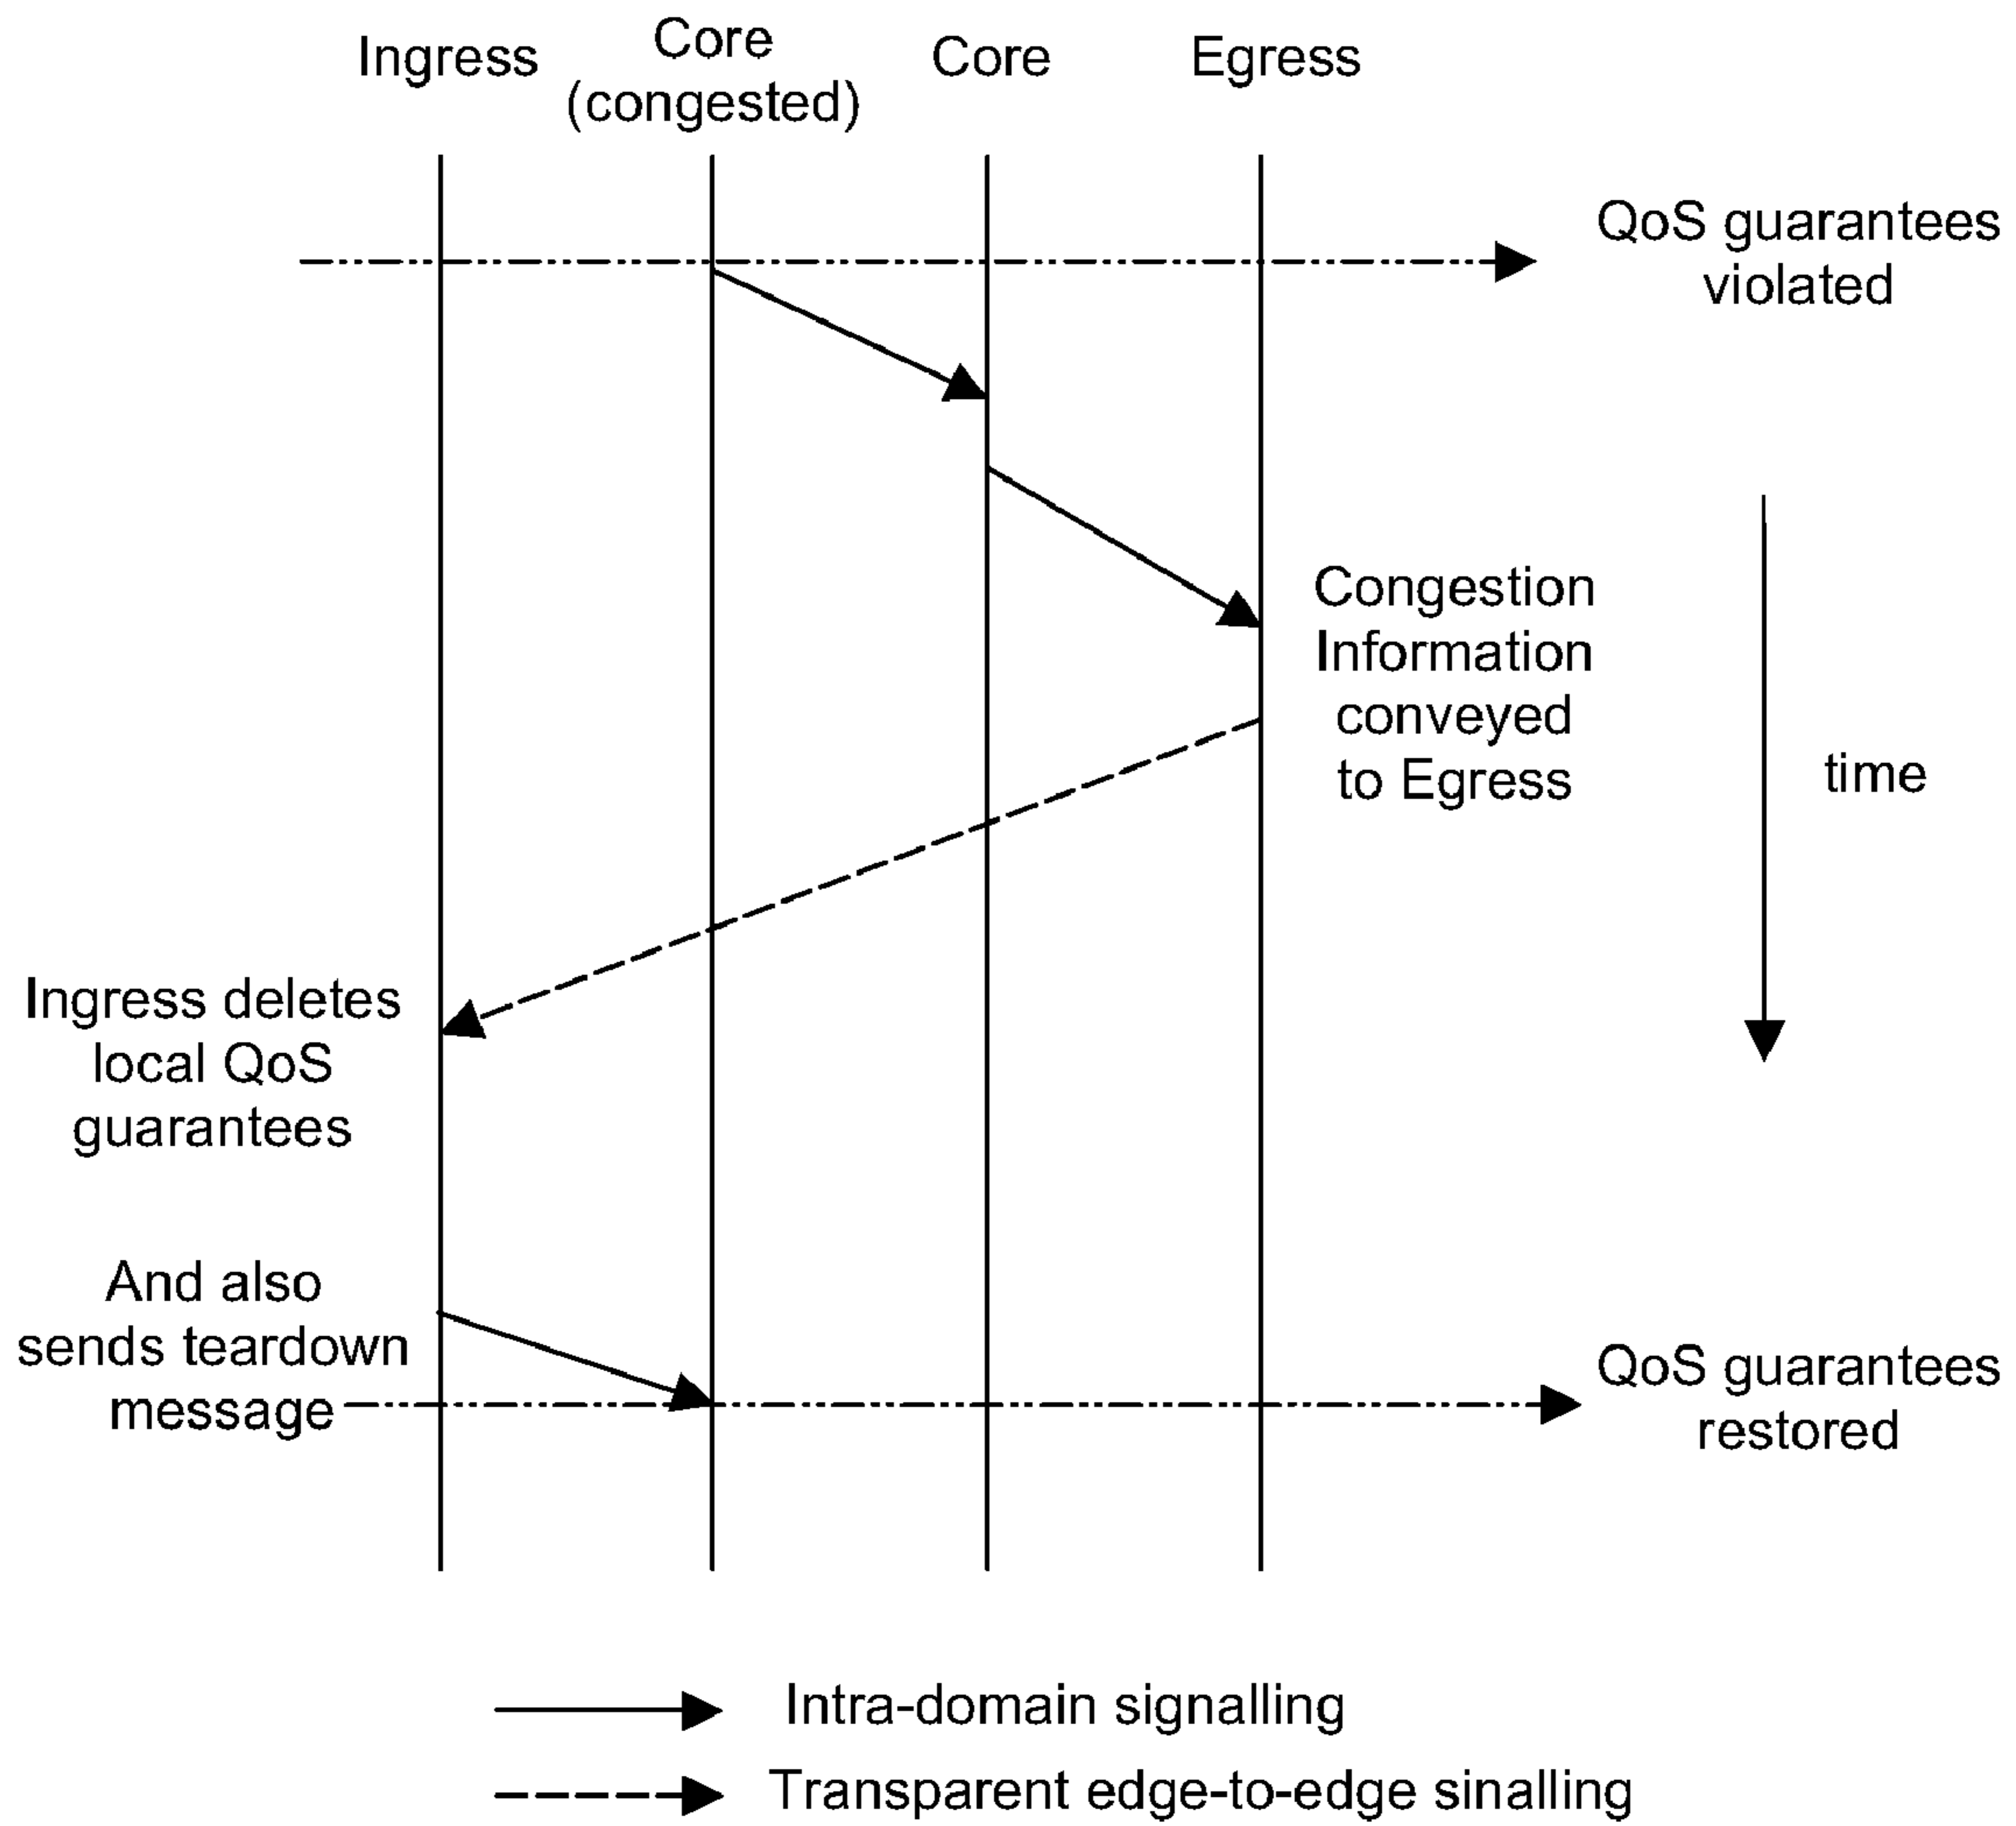 Ingress
Core
(congested)
Core
Egress
QoS guarantees
violated
Congestion
Information
conveyed
to Egress
time
Ingress deletes
local QoS
guarantees
And also
sends teardown
message
QoS guarantees
restored
Intra-domain signalling
Transparent edge-to-edge sinalling